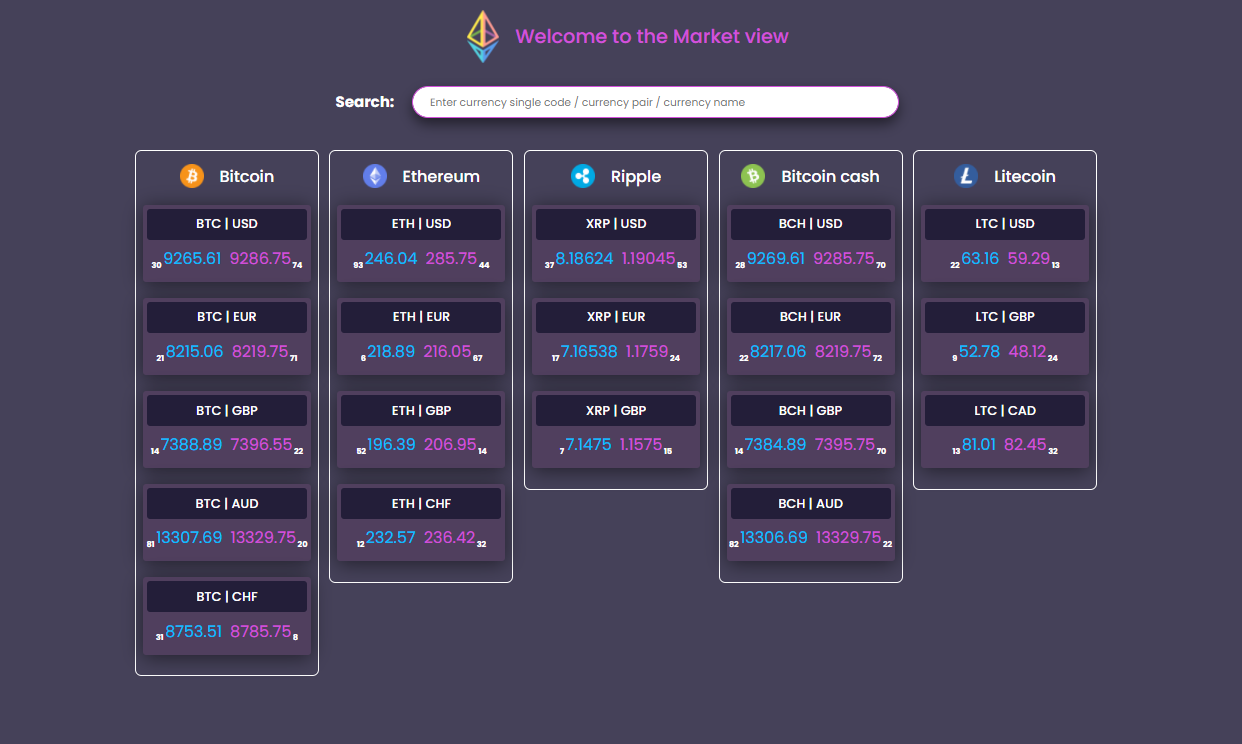 Welcome to the Market view
Search: Enter currency single code / currency pair / currency name
Bitcoin
BTC | USD
30 9265.61 9286.75 74
BTC | EUR
21 8215.06 8219.75 71
BTC | GBP
14 7388.89 7396.55 22
BTC | AUD
81 13307.69 13329.75 20
BTC | CHF
31 8753.51 8785.75 8
Ethereum
ETH | USD
93 246.04 285.75 44
ETH | EUR
6 218.89 216.05 67
ETH | GBP
52 196.39 206.95 14
ETH | CHF
12 232.57 236.42 32
Ripple
XRP | USD
37 8.18624 1.19045 53
XRP | EUR
17 7.16538 1.1759 24
XRP | GBP
7 7.1475 1.1575 15
Bitcoin cash
BCH | USD
28 9269.61 9285.75 70
BCH | EUR
22 8217.06 8219.75 72
BCH | GBP
14 7384.89 7395.75 70
BCH | AUD
82 13306.69 13329.75 22
Litecoin
LTC | USD
22 63.16 59.29 13
LTC | GBP
9 52.78 48.12 24
LTC | CAD
13 81.01 82.45 32